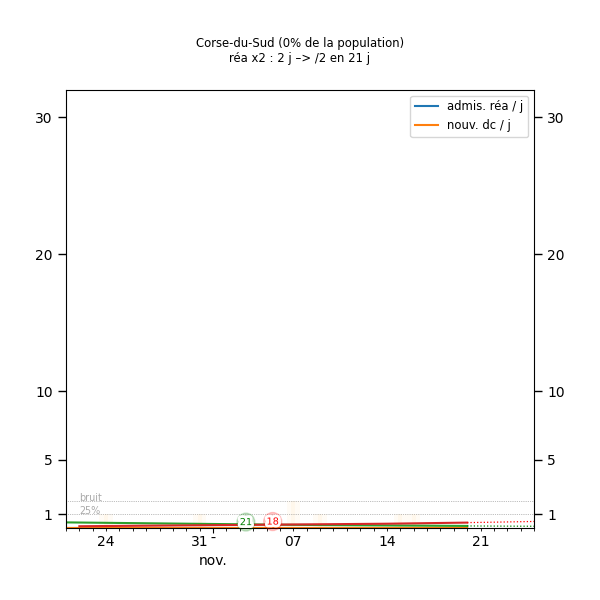 Corse-du-Sud (0% de la population)
réa x2 : 2 j –> /2 en 21 j
admis. réa / j
nouv. dc / j
30 30
20 20
10 10
5 5
bruit
25%
1 1
21 18
24 31 - 07 14 21
nov.